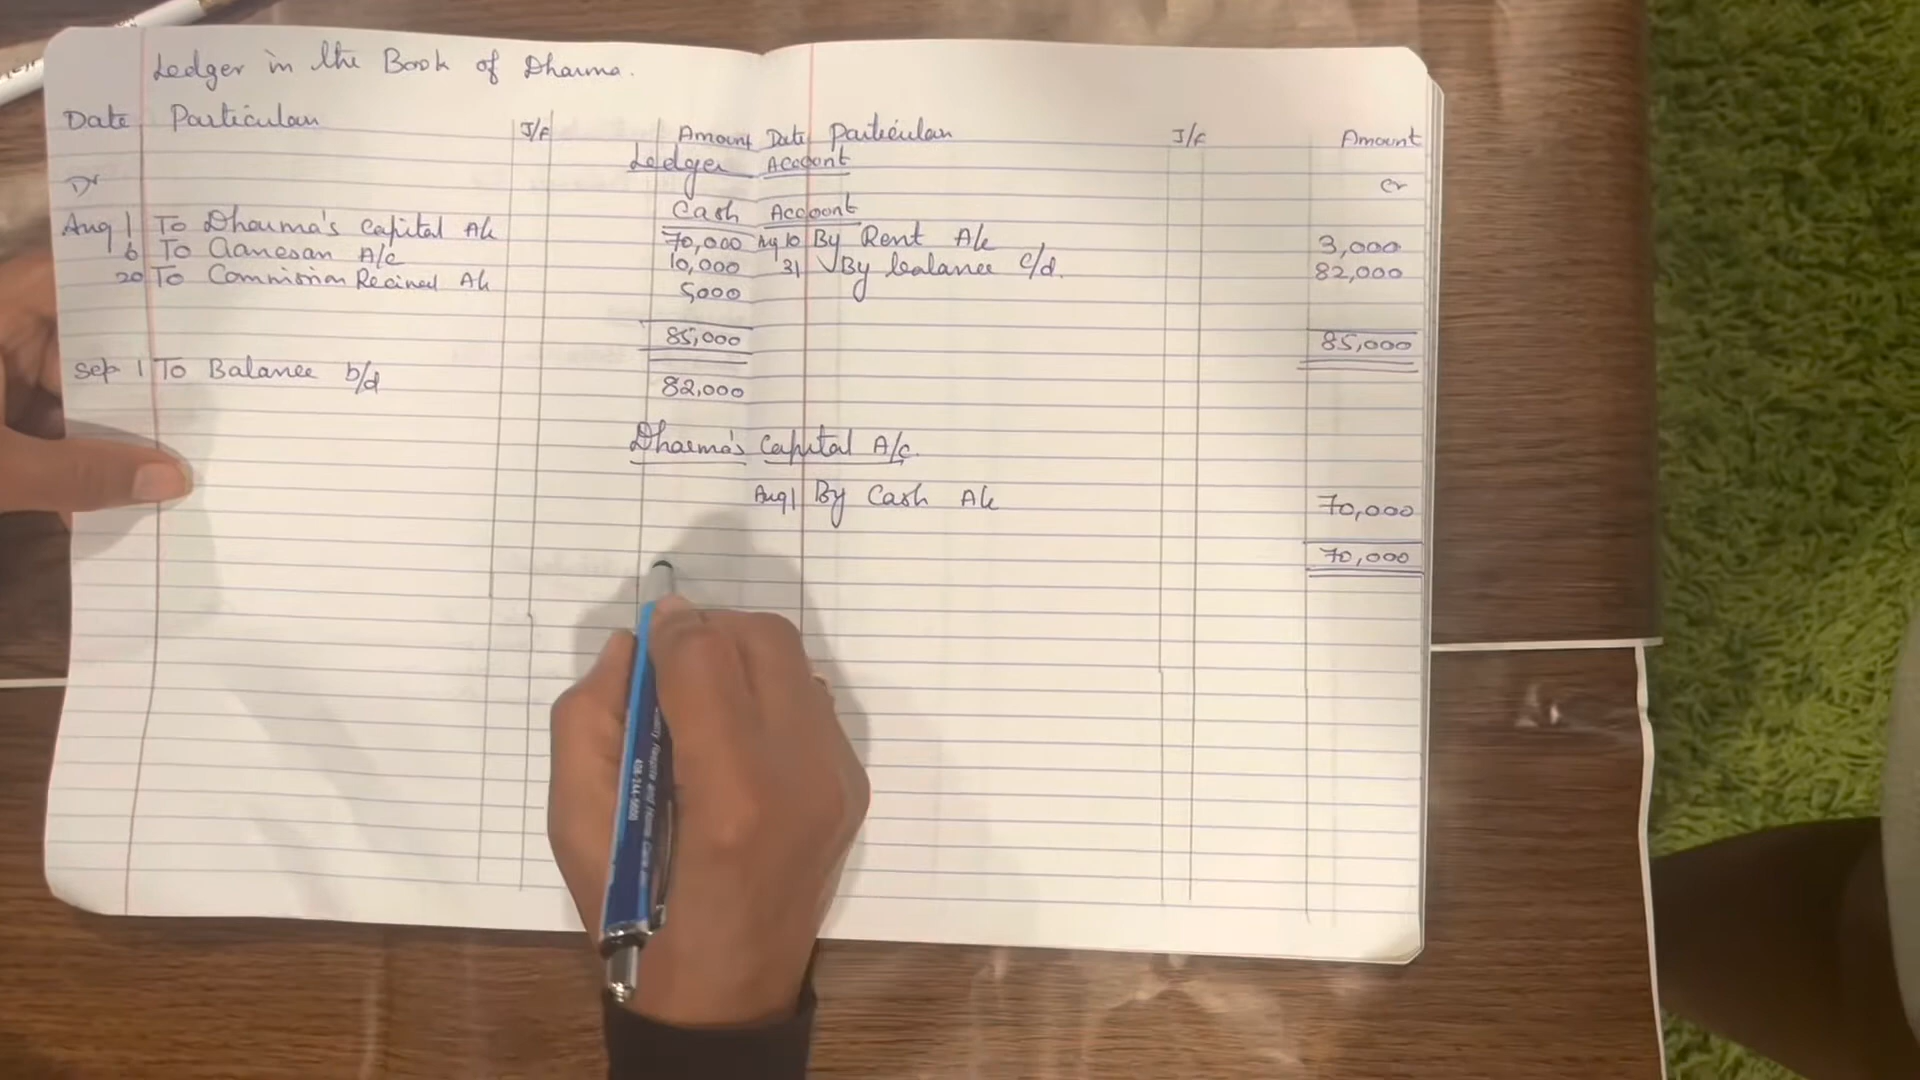 Ledger in the Book of Dharma.
Date Particulars J/F Amount Date Particulars J/F Amount
Ledger Account
Dr Cr
Cash Account
Aug 1 To Dharma's Capital A/c 70,000 Aug 10 By Rent A/c 3,000
6 To Ganesan A/c 10,000 31 By balance c/d. 82,000
20 To Commission Recived A/c 5000
85,000 85,000
Sep 1 To Balance b/d 82,000
Dharma's Capital A/c.
Aug 1 By Cash A/c 70,000
70,000